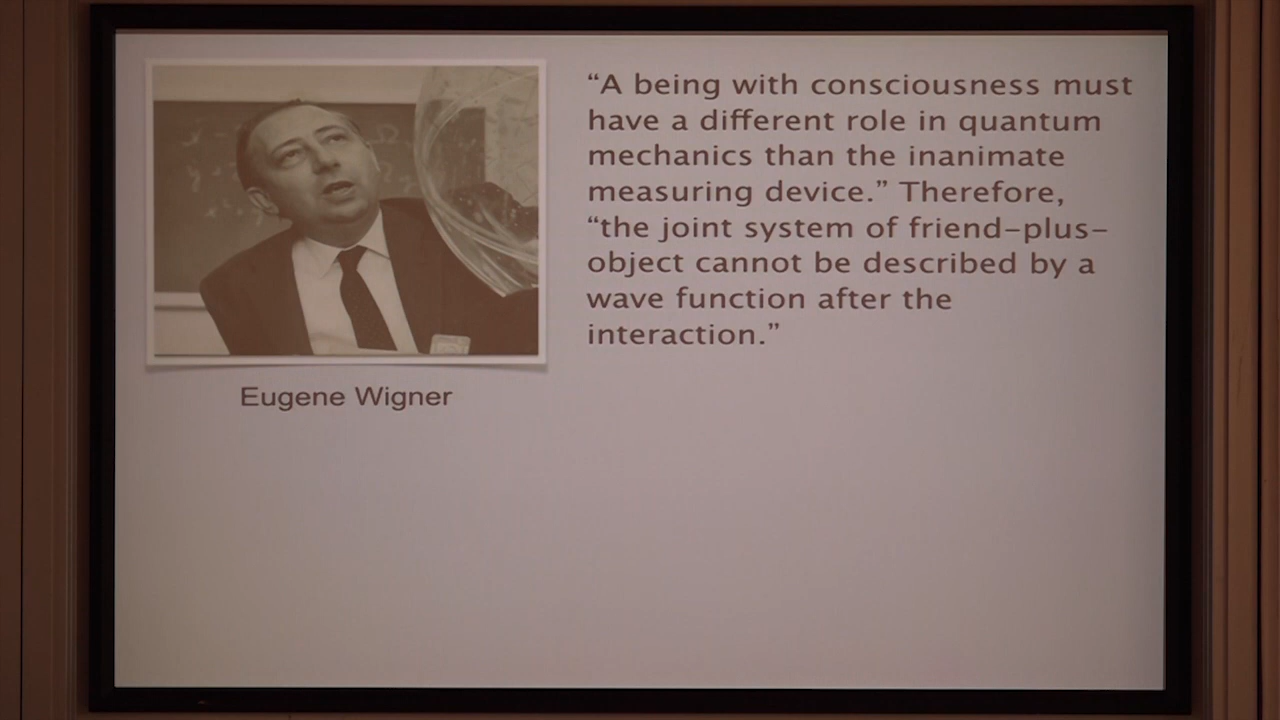 “A being with consciousness must
have a different role in quantum
mechanics than the inanimate
measuring device.” Therefore,
“the joint system of friend–plus–
object cannot be described by a
wave function after the
interaction.”
Eugene Wigner